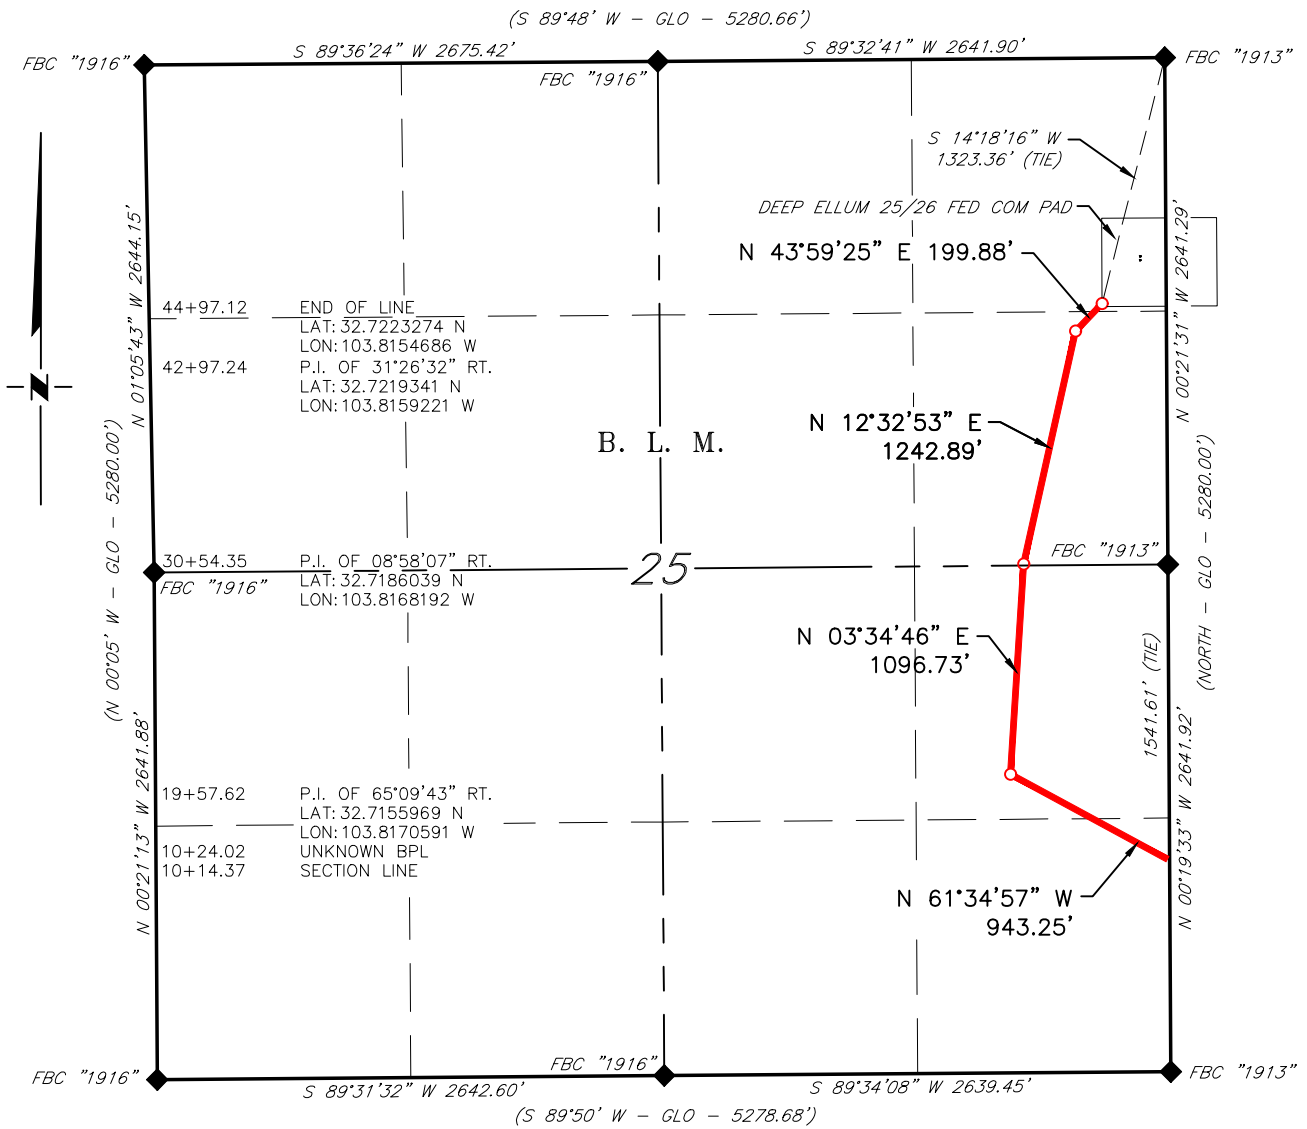 (S 89°48' W – GLO – 5280.66')
S 89°36'24" W 2675.42'
S 89°32'41" W 2641.90'
FBC "1916"
FBC "1916"
FBC "1913"
S 14°18'16" W
1323.36' (TIE)
DEEP ELLUM 25/26 FED COM PAD
N 43°59'25" E 199.88'
N 01°05'43" W 2644.15'
N 00°21'31" W 2641.29'
44+97.12 END OF LINE
LAT: 32.7223274 N
LON: 103.8154686 W
42+97.24 P.I. OF 31°26'32" RT.
LAT: 32.7219341 N
LON: 103.8159221 W
N
B. L. M.
N 12°32'53" E
1242.89'
(N 00°05' W – GLO – 5280.00')
(NORTH – GLO – 5280.00')
30+54.35 P.I. OF 08°58'07" RT.
LAT: 32.7186039 N
LON: 103.8168192 W
FBC "1916"
25
FBC "1913"
N 03°34'46" E
1096.73'
1541.61' (TIE)
N 00°21'13" W 2641.88'
N 00°19'33" W 2641.92'
19+57.62 P.I. OF 65°09'43" RT.
LAT: 32.7155969 N
LON: 103.8170591 W
10+24.02 UNKNOWN BPL
10+14.37 SECTION LINE
N 61°34'57" W
943.25'
FBC "1916"
FBC "1916"
FBC "1913"
S 89°31'32" W 2642.60'
S 89°34'08" W 2639.45'
(S 89°50' W – GLO – 5278.68')